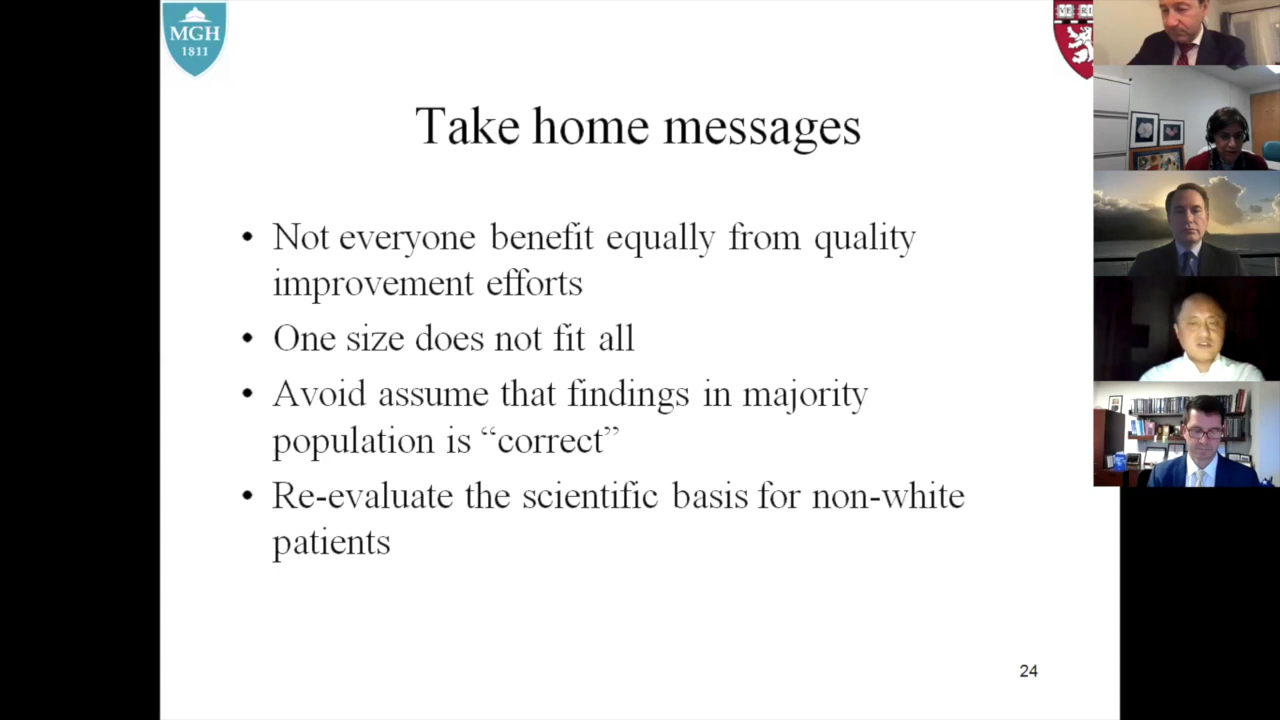 MGH
1811
VE RI
Take home messages
• Not everyone benefit equally from quality
improvement efforts
• One size does not fit all
• Avoid assume that findings in majority
population is “correct”
• Re-evaluate the scientific basis for non-white
patients
24